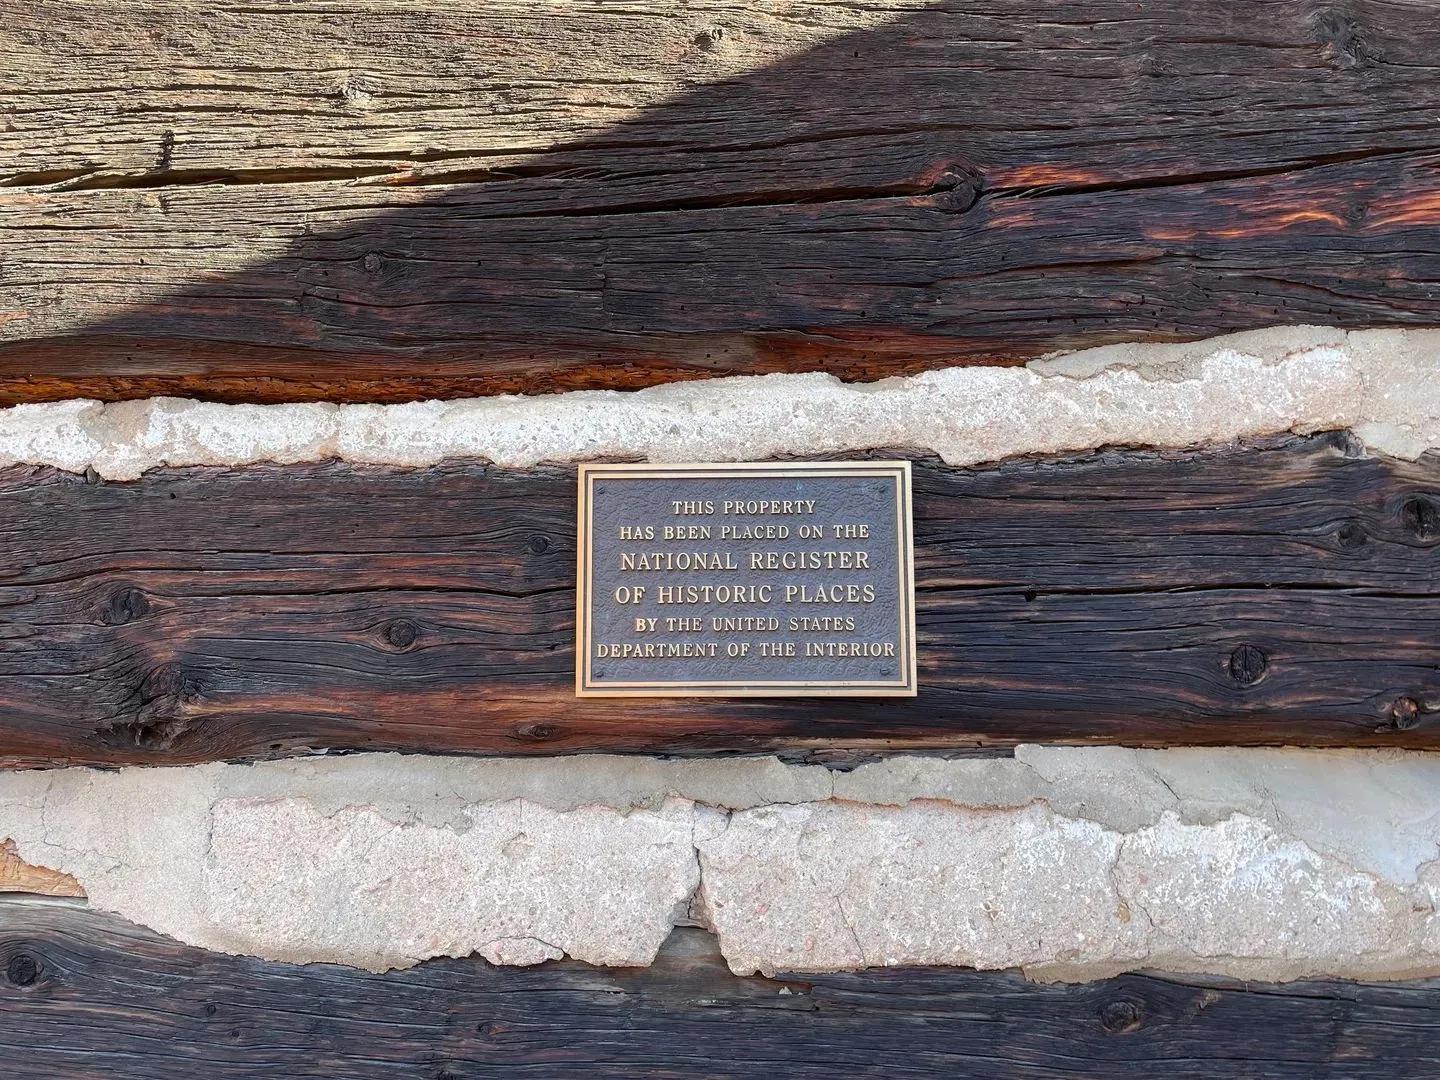 THIS PROPERTY
HAS BEEN PLACED ON THE
NATIONAL REGISTER
OF HISTORIC PLACES
BY THE UNITED STATES
DEPARTMENT OF THE INTERIOR